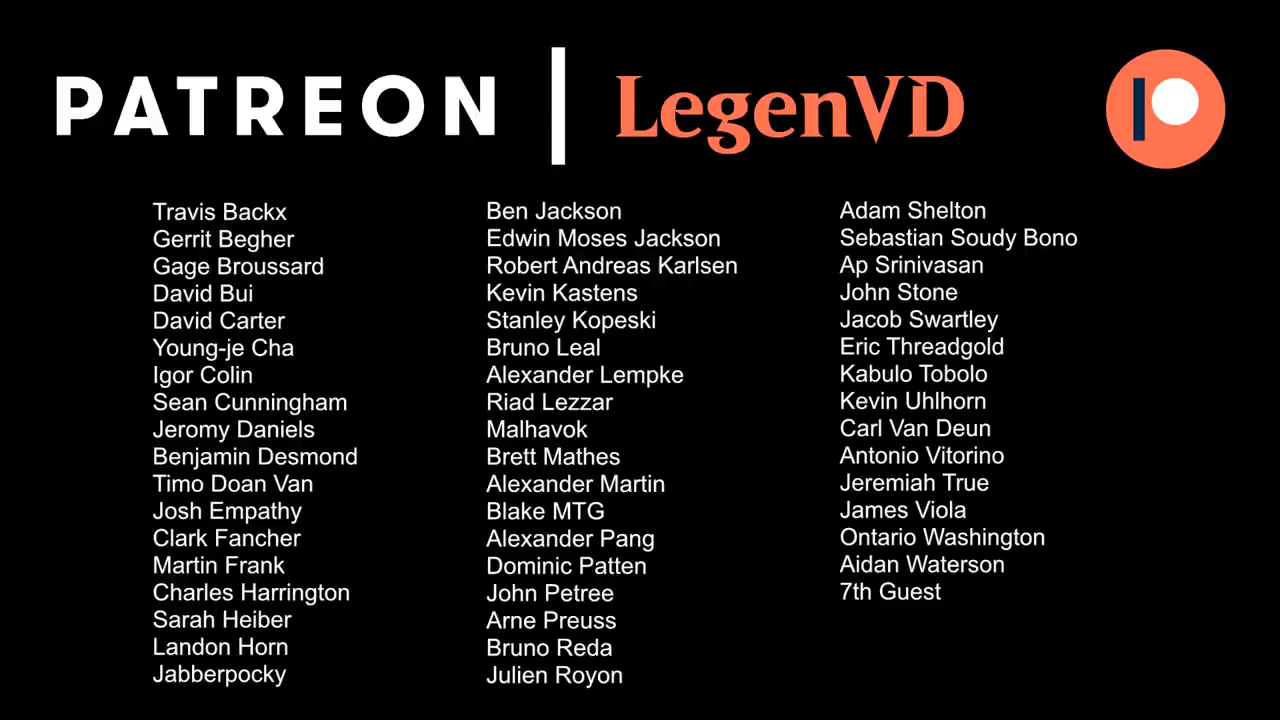 PATREON | LegenVD
Travis Backx
Gerrit Begher
Gage Broussard
David Bui
David Carter
Young-je Cha
Igor Colin
Sean Cunningham
Jeromy Daniels
Benjamin Desmond
Timo Doan Van
Josh Empathy
Clark Fancher
Martin Frank
Charles Harrington
Sarah Heiber
Landon Horn
Jabberpocky
Ben Jackson
Edwin Moses Jackson
Robert Andreas Karlsen
Kevin Kastens
Stanley Kopeski
Bruno Leal
Alexander Lempke
Riad Lezzar
Malhavok
Brett Mathes
Alexander Martin
Blake MTG
Alexander Pang
Dominic Patten
John Petree
Arne Preuss
Bruno Reda
Julien Royon
Adam Shelton
Sebastian Soudy Bono
Ap Srinivasan
John Stone
Jacob Swartley
Eric Threadgold
Kabulo Tobolo
Kevin Uhlhorn
Carl Van Deun
Antonio Vitorino
Jeremiah True
James Viola
Ontario Washington
Aidan Waterson
7th Guest